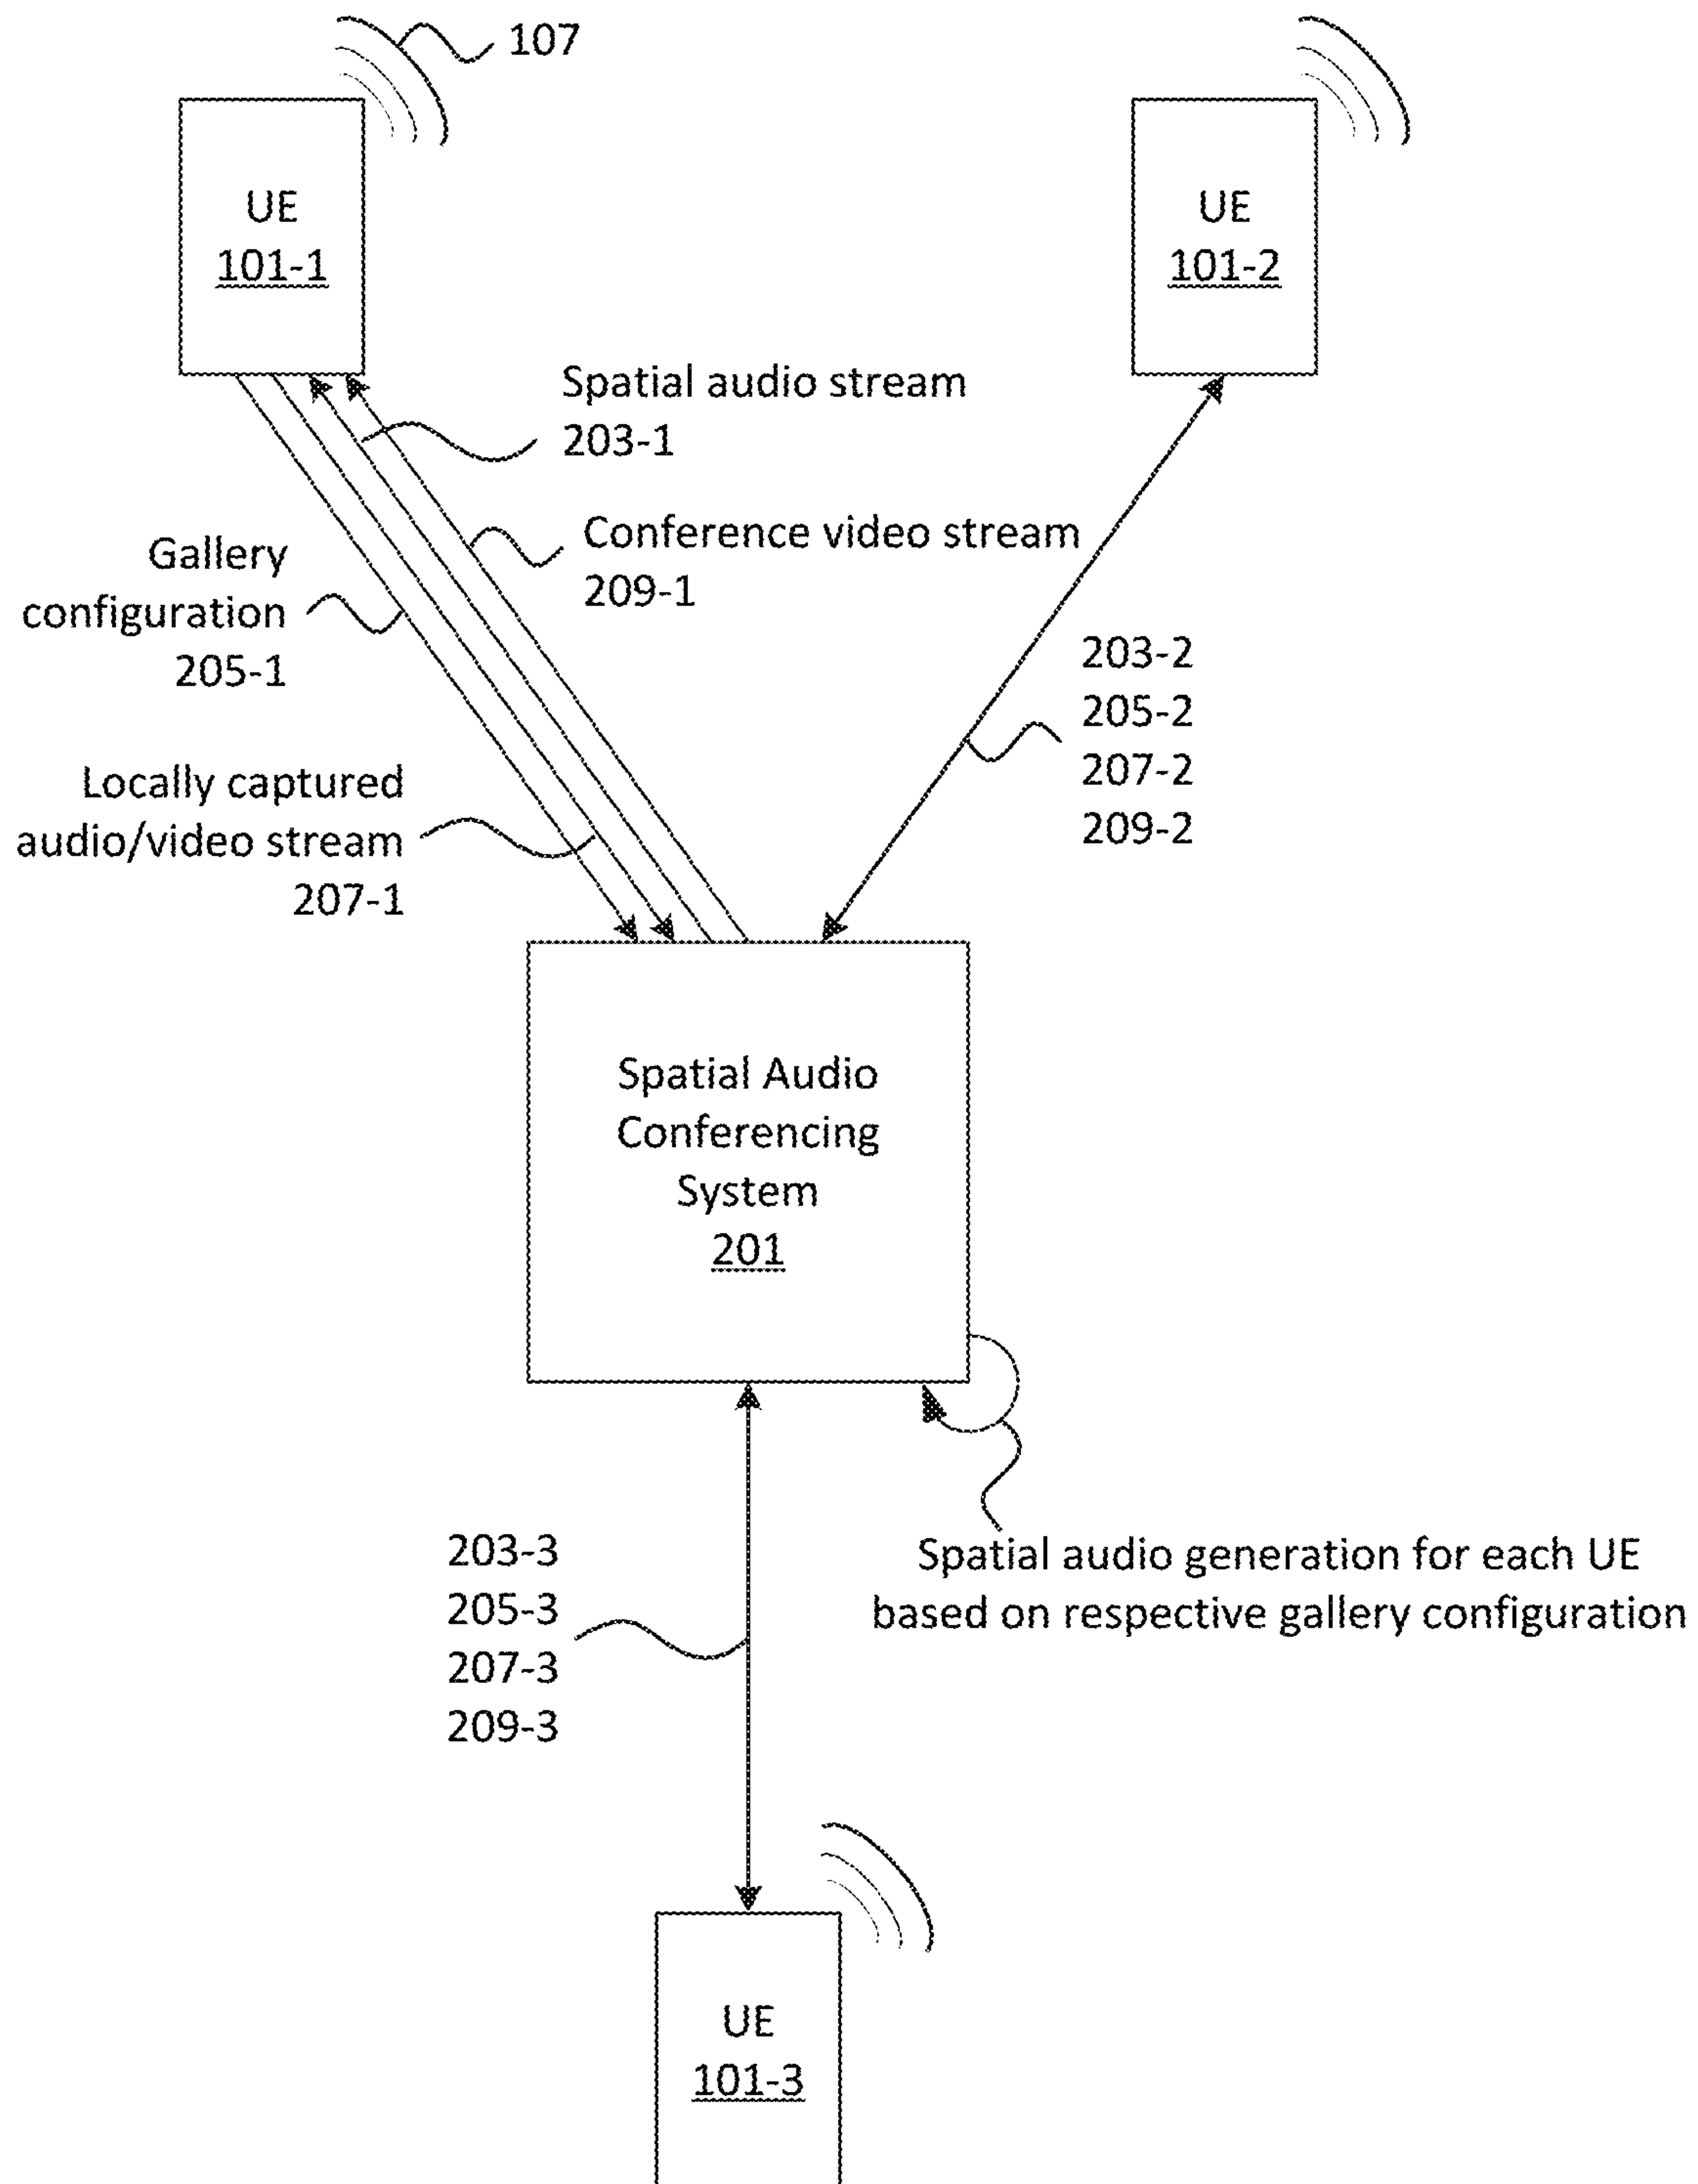 107
UE
101-1
UE
101-2
Spatial audio stream
203-1
Conference video stream
209-1
Gallery
configuration
205-1
203-2
205-2
207-2
209-2
Locally captured
audio/video stream
207-1
Spatial Audio
Conferencing
System
201
203-3
205-3
207-3
209-3
Spatial audio generation for each UE
based on respective gallery configuration
UE
101-3